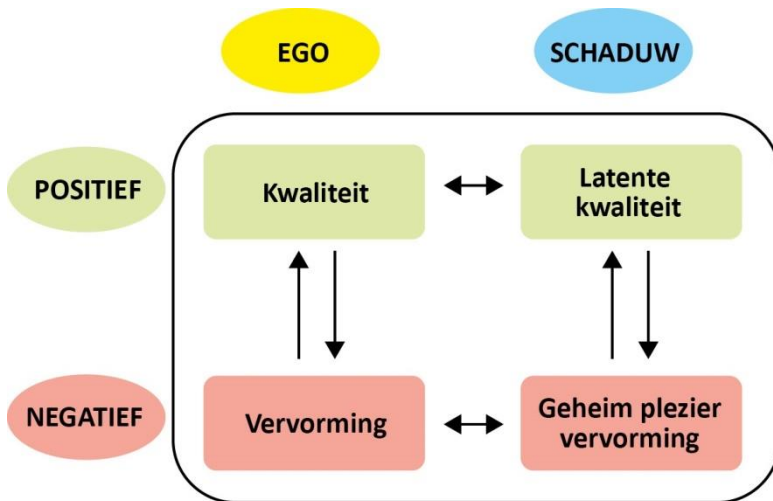 EGO
SCHADUW
POSITIEF
Kwaliteit
Latente
kwaliteit
NEGATIEF
Vervorming
Geheim plezier
vervorming